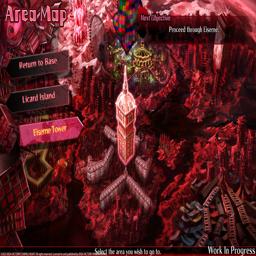 Area Map
Next Objective
Proceed through Eiserne.
Return to Base
Licard Island
Eiserne Tower
Select the area you wish to go to.
Work In Progress